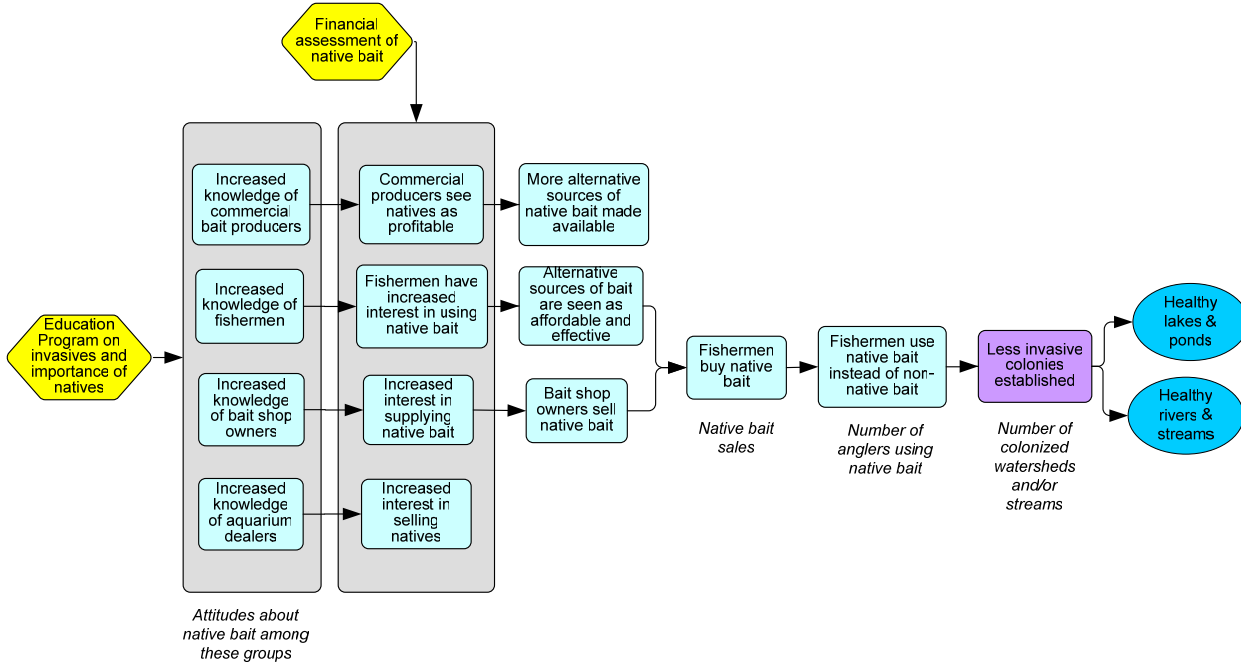 Financial
assessment of
native bait
Increased
knowledge of
commercial
bait producers
Commercial
producers see
natives as
profitable
More alternative
sources of
native bait made
available
Increased
knowledge of
fishermen
Fishermen have
increased
interest in using
native bait
Alternative
sources of bait
are seen as
affordable and
effective
Education
Program on
invasives and
importance of
natives
Increased
knowledge
of bait shop
owners
Increased
interest in
supplying
native bait
Bait shop
owners sell
native bait
Fishermen
buy native
bait
Fishermen use
native bait
instead of non-
native bait
Less invasive
colonies
established
Healthy
lakes &
ponds
Healthy
rivers &
streams
Native bait
sales
Number of
anglers using
native bait
Number of
colonized
watersheds
and/or
streams
Increased
knowledge
of aquarium
dealers
Increased
interest in
selling
natives
Attitudes about
native bait among
these groups